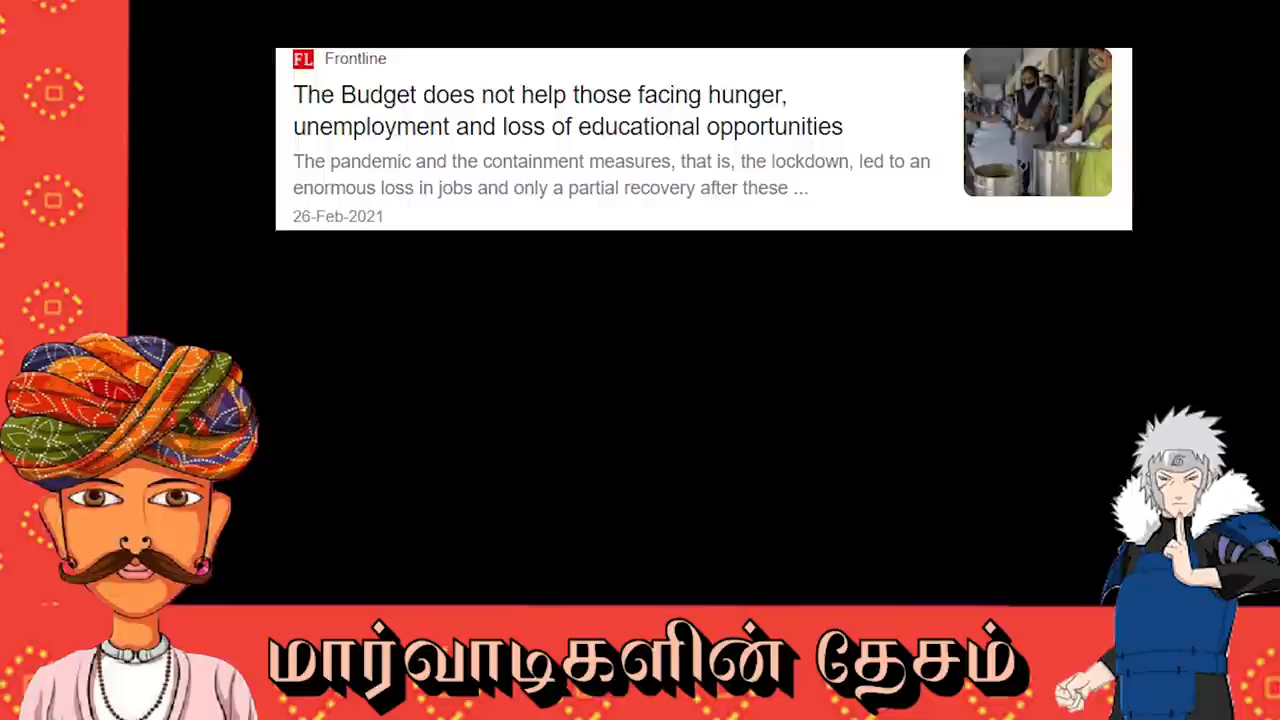 FL Frontline
The Budget does not help those facing hunger,
unemployment and loss of educational opportunities
The pandemic and the containment measures, that is, the lockdown, led to an
enormous loss in jobs and only a partial recovery after these ...
26-Feb-2021
மார்வாடிகளின் தேசம்